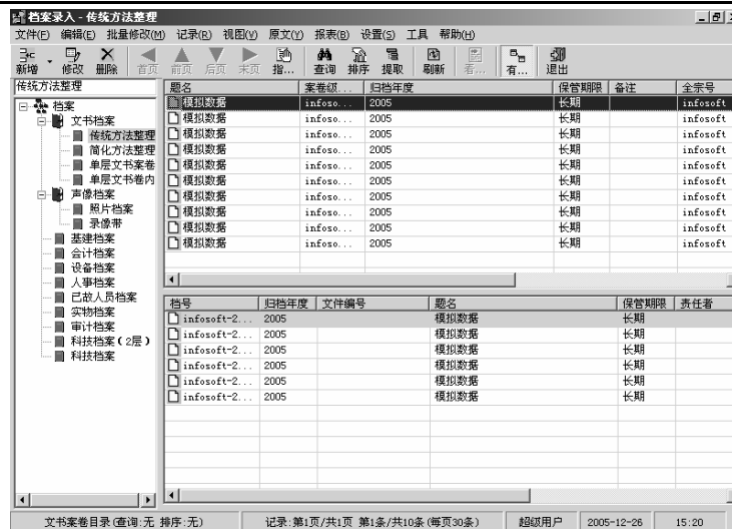 档案录入 - 传统方法整理
文件(F) 编辑(E) 批量修改(M) 记录(R) 视图(V) 原文(Y) 报表(B) 设置(S) 工具 帮助(H)
新增 修改 删除 首页 前页 后页 末页 指... 查询 排序 提取 刷新 看... 有... 退出
传统方法整理
档案
文书档案
传统方法整理
简化方法整理
单层文书案卷
单层文书卷内
声像档案
照片档案
录像带
基建档案
会计档案
设备档案
人事档案
已故人员档案
实物档案
审计档案
科技档案(2层)
科技档案
题名 案卷级... 归档年度 保管期限 备注 全宗号
模拟数据 infoso... 2005 长期 infosoft
模拟数据 infoso... 2005 长期 infosoft
模拟数据 infoso... 2005 长期 infosoft
模拟数据 infoso... 2005 长期 infosoft
模拟数据 infoso... 2005 长期 infosoft
模拟数据 infoso... 2005 长期 infosoft
模拟数据 infoso... 2005 长期 infosoft
模拟数据 infoso... 2005 长期 infosoft
模拟数据 infoso... 2005 长期 infosoft
模拟数据 infoso... 2005 长期 infosoft
档号 归档年度 文件编号 题名 保管期限 责任者
infosoft-2... 2005 模拟数据 长期
infosoft-2... 2005 模拟数据 长期
infosoft-2... 2005 模拟数据 长期
infosoft-2... 2005 模拟数据 长期
infosoft-2... 2005 模拟数据 长期
infosoft-2... 2005 模拟数据 长期
文书案卷目录(查询:无 排序:无) 记录:第1页/共1页 第1条/共10条(每页30条) 超级用户 2005-12-26 15:20